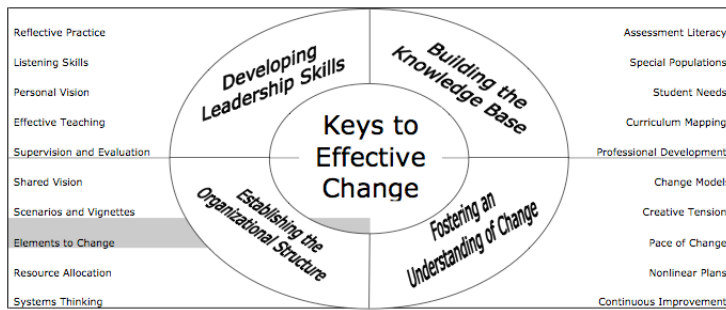 Reflective Practice
Listening Skills
Personal Vision
Effective Teaching
Supervision and Evaluation
Developing
Leadership Skills
Building the
Knowledge Base
Assessment Literacy
Special Populations
Student Needs
Curriculum Mapping
Professional Development
Keys to
Effective
Change
Shared Vision
Scenarios and Vignettes
Elements to Change
Resource Allocation
Systems Thinking
Establishing the
Organizational Structure
Fostering an
Understanding of Change
Change Models
Creative Tension
Pace of Change
Nonlinear Plans
Continuous Improvement